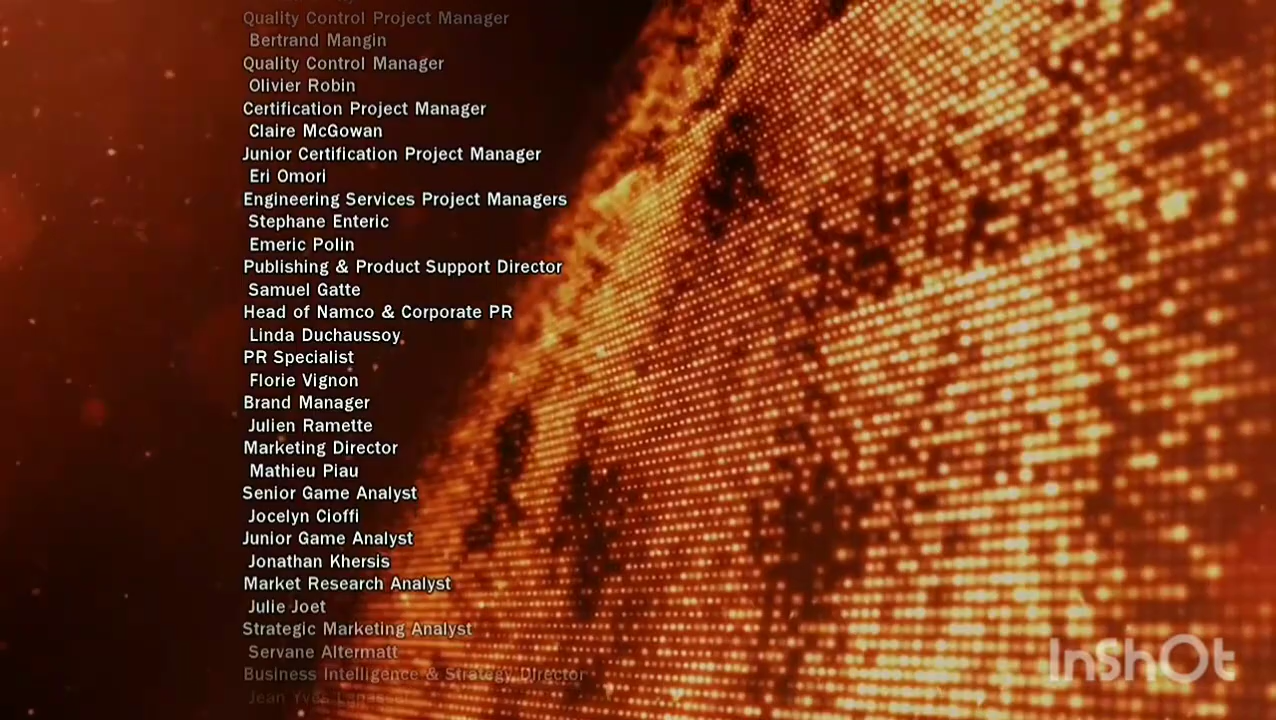 Quality Control Project Manager
Bertrand Mangin
Quality Control Manager
Olivier Robin
Certification Project Manager
Claire McGowan
Junior Certification Project Manager
Eri Omori
Engineering Services Project Managers
Stephane Enteric
Emeric Polin
Publishing & Product Support Director
Samuel Gatte
Head of Namco & Corporate PR
Linda Duchaussoy
PR Specialist
Florie Vignon
Brand Manager
Julien Ramette
Marketing Director
Mathieu Piau
Senior Game Analyst
Jocelyn Cioffi
Junior Game Analyst
Jonathan Khersis
Market Research Analyst
Julie Joet
Strategic Marketing Analyst
Servane Altermatt
Business Intelligence & Strategy Director
Jean Yves
InShOt